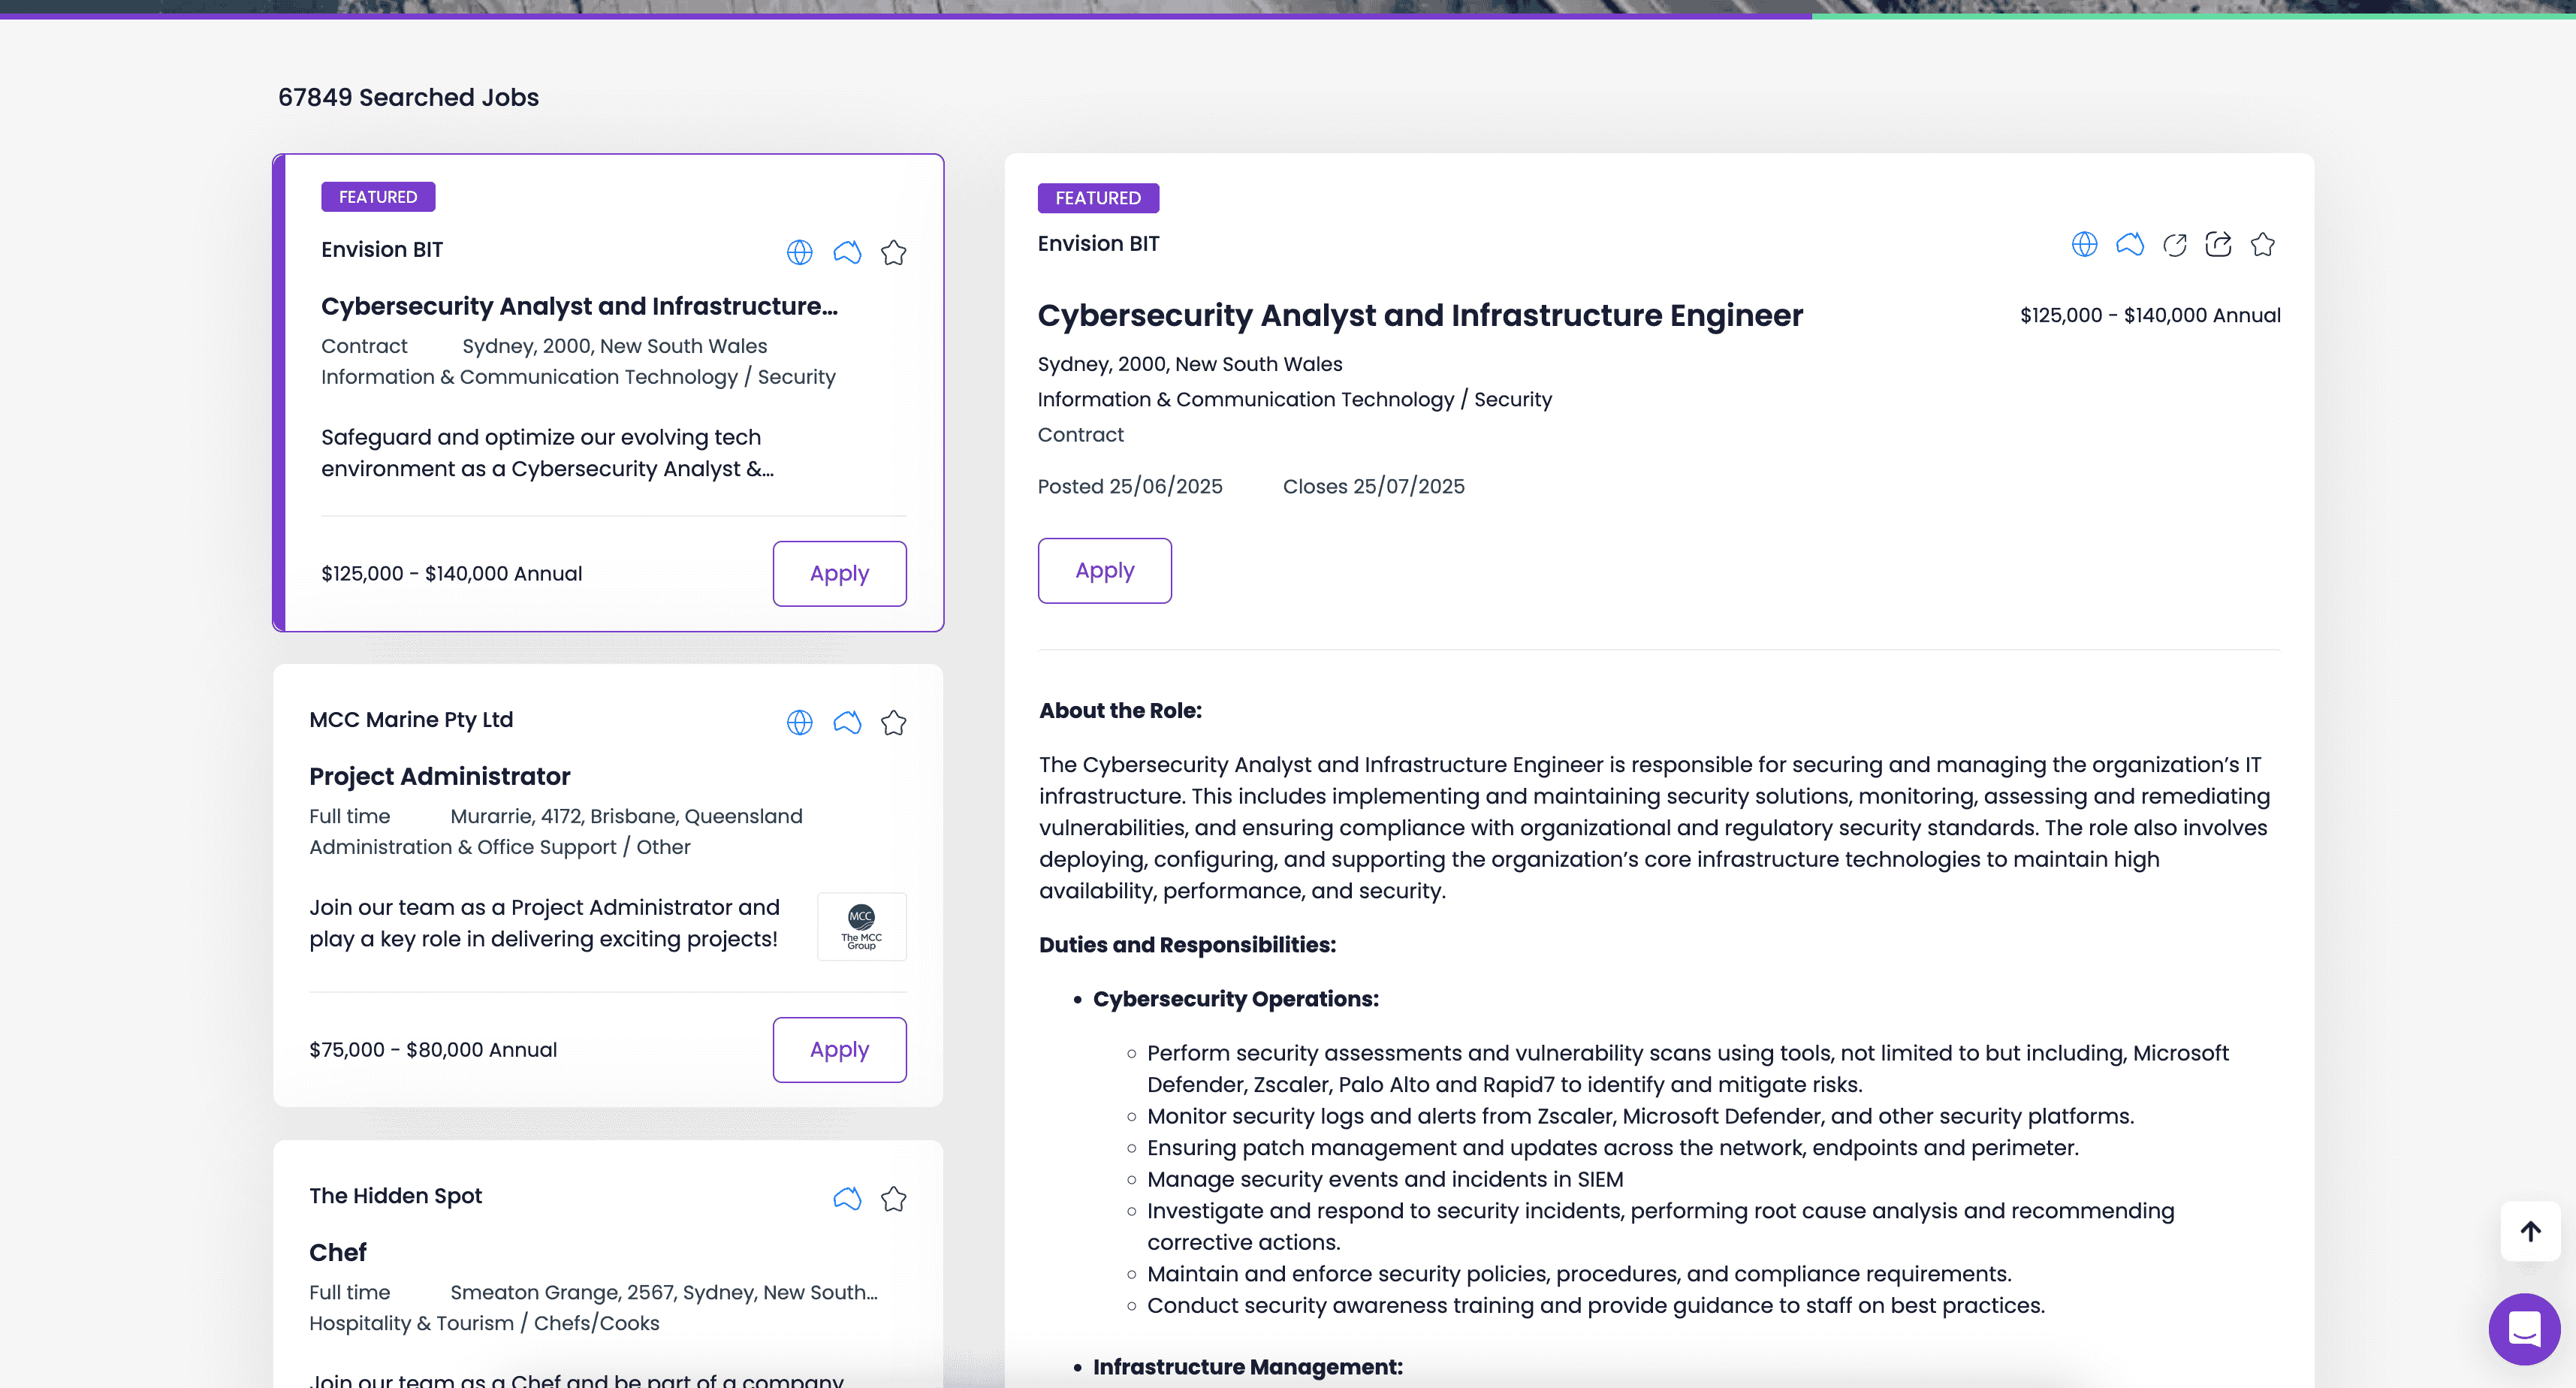 67849 Searched Jobs
FEATURED
Envision BIT
Cybersecurity Analyst and Infrastructure...
Contract Sydney, 2000, New South Wales
Information & Communication Technology / Security
Safeguard and optimize our evolving tech
environment as a Cybersecurity Analyst &...
$125,000 - $140,000 Annual
Apply
MCC Marine Pty Ltd
Project Administrator
Full time Murarrie, 4172, Brisbane, Queensland
Administration & Office Support / Other
Join our team as a Project Administrator and
play a key role in delivering exciting projects!
MCC
The MCC
Group
$75,000 - $80,000 Annual
Apply
The Hidden Spot
Chef
Full time Smeaton Grange, 2567, Sydney, New South...
Hospitality & Tourism / Chefs/Cooks
Join our team as a Chef and be part of a company
FEATURED
Envision BIT
Cybersecurity Analyst and Infrastructure Engineer
$125,000 - $140,000 Annual
Sydney, 2000, New South Wales
Information & Communication Technology / Security
Contract
Posted 25/06/2025 Closes 25/07/2025
Apply
About the Role:
The Cybersecurity Analyst and Infrastructure Engineer is responsible for securing and managing the organization’s IT
infrastructure. This includes implementing and maintaining security solutions, monitoring, assessing and remediating
vulnerabilities, and ensuring compliance with organizational and regulatory security standards. The role also involves
deploying, configuring, and supporting the organization’s core infrastructure technologies to maintain high
availability, performance, and security.
Duties and Responsibilities:
• Cybersecurity Operations:
○ Perform security assessments and vulnerability scans using tools, not limited to but including, Microsoft
Defender, Zscaler, Palo Alto and Rapid7 to identify and mitigate risks.
○ Monitor security logs and alerts from Zscaler, Microsoft Defender, and other security platforms.
○ Ensuring patch management and updates across the network, endpoints and perimeter.
○ Manage security events and incidents in SIEM
○ Investigate and respond to security incidents, performing root cause analysis and recommending
corrective actions.
○ Maintain and enforce security policies, procedures, and compliance requirements.
○ Conduct security awareness training and provide guidance to staff on best practices.
• Infrastructure Management: